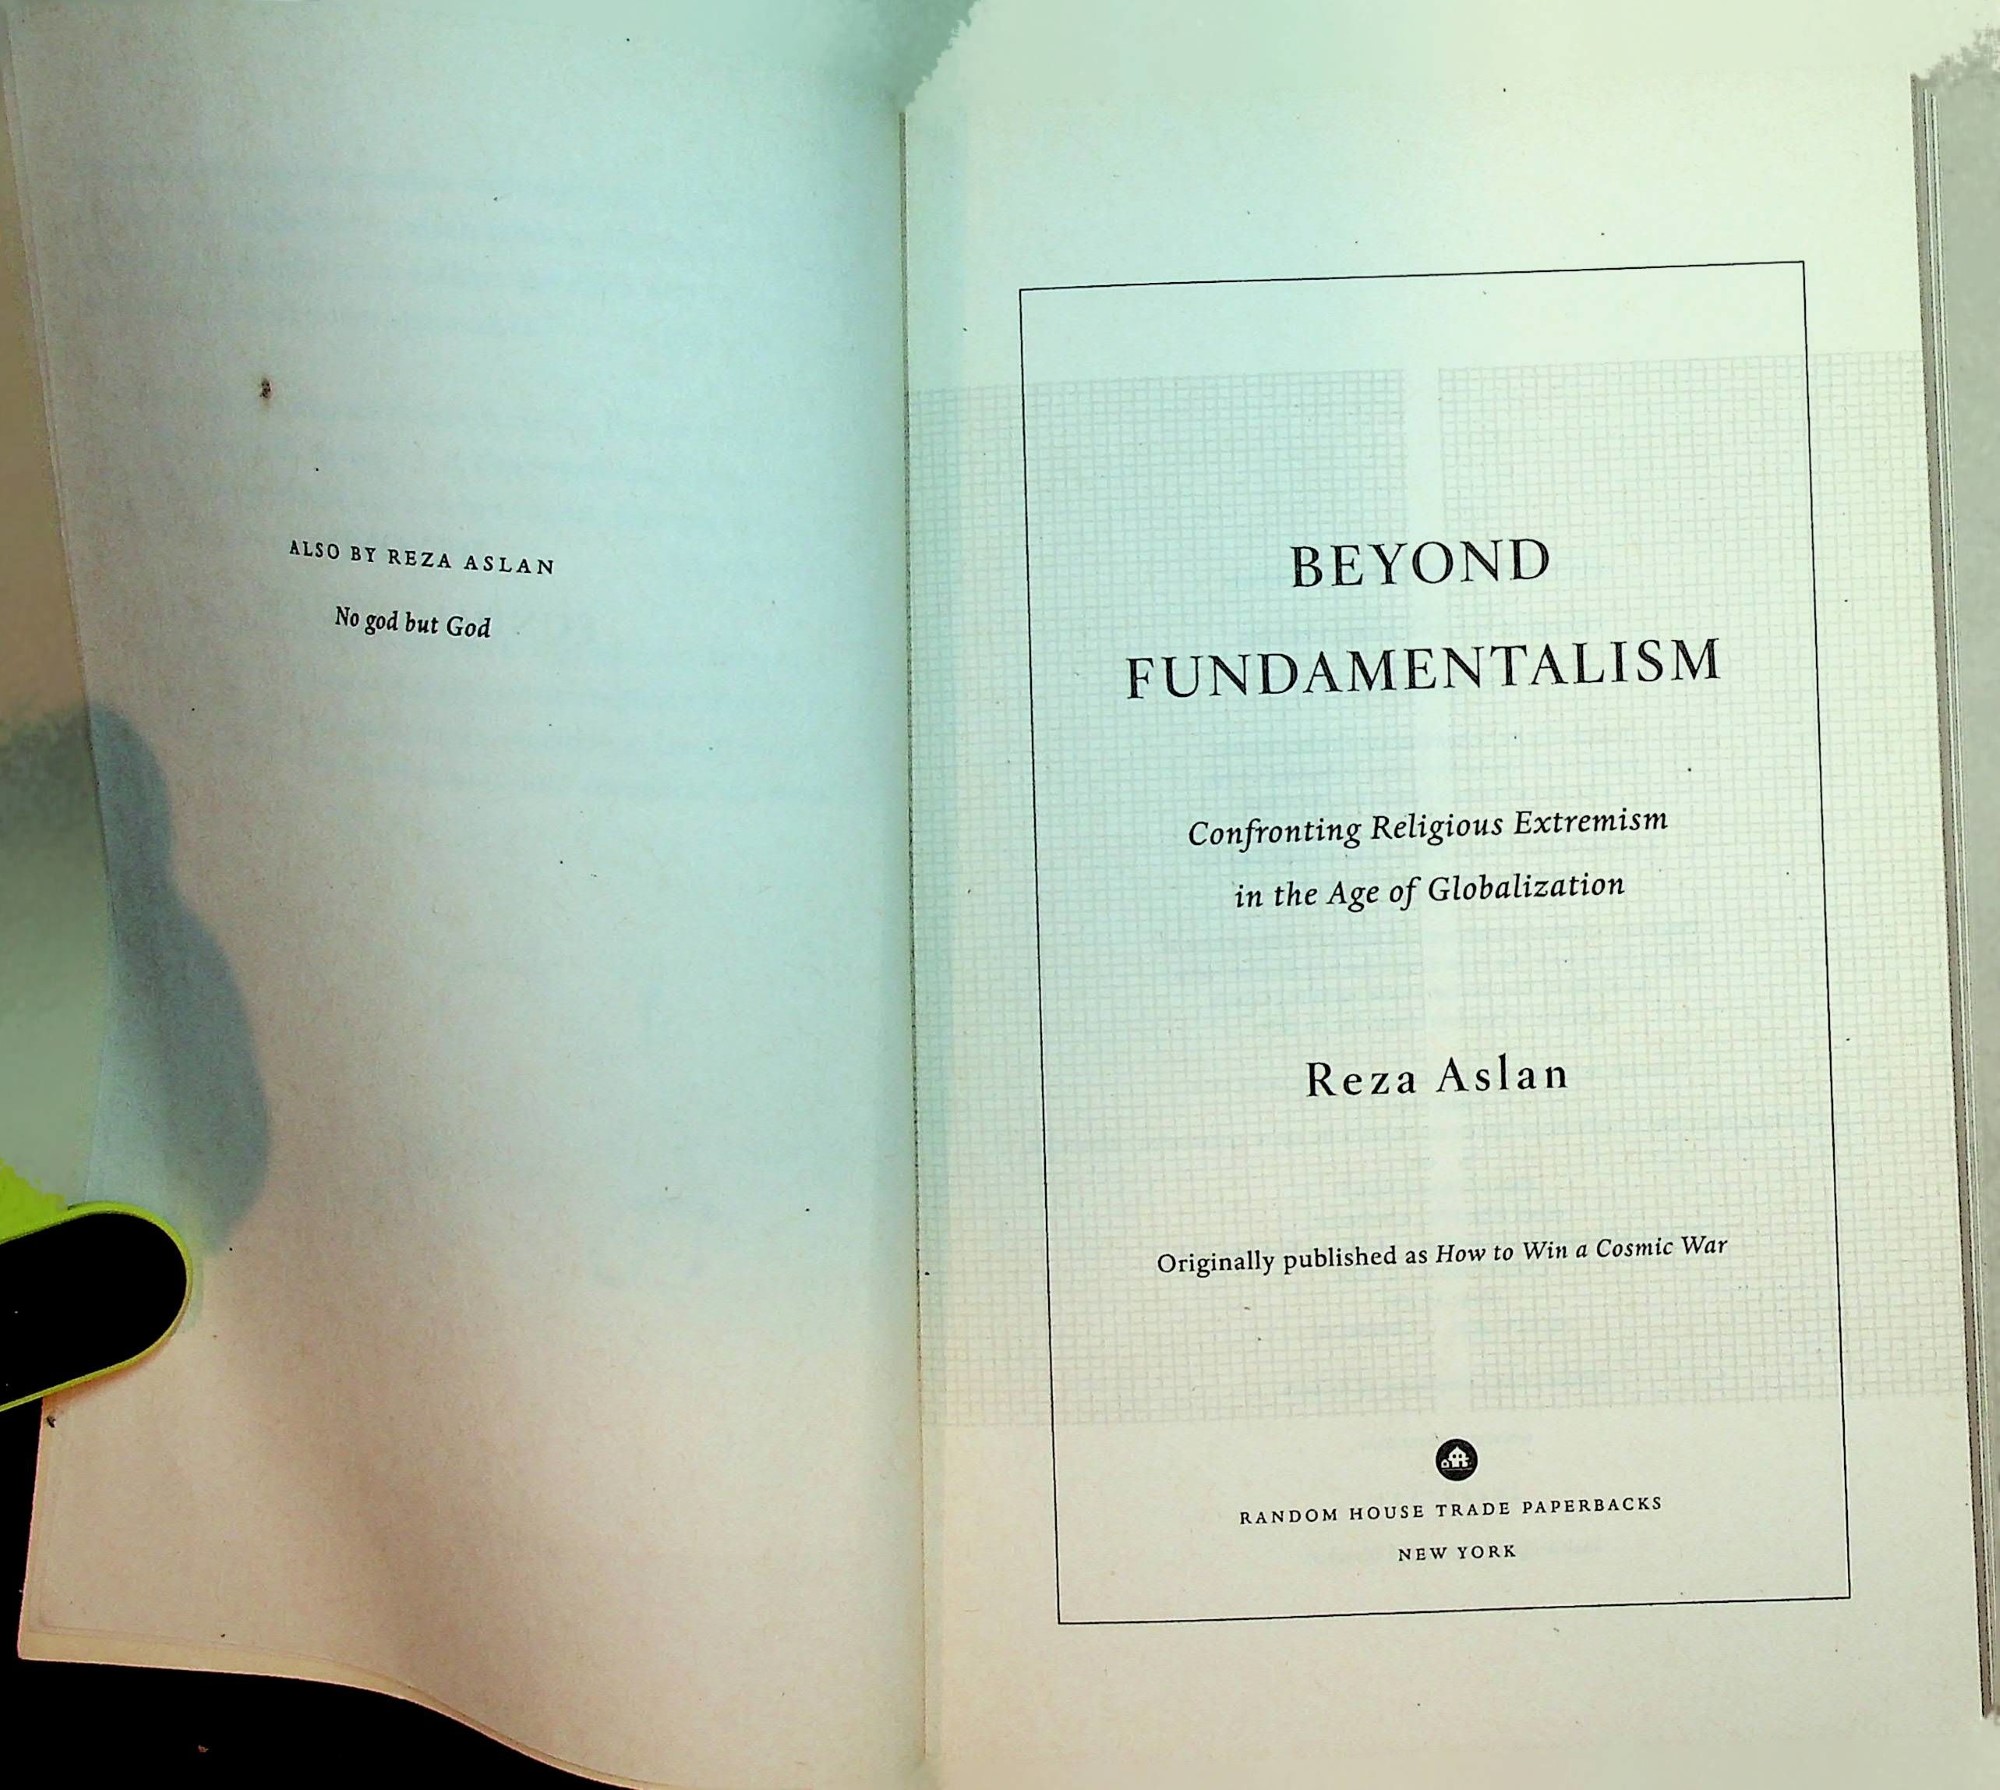 ALSO BY REZA ASLAN
No god but God
BEYOND
FUNDAMENTALISM
Confronting Religious Extremism
in the Age of Globalization
Reza Aslan
Originally published as How to Win a Cosmic War
RANDOM HOUSE TRADE PAPERBACKS
NEW YORK